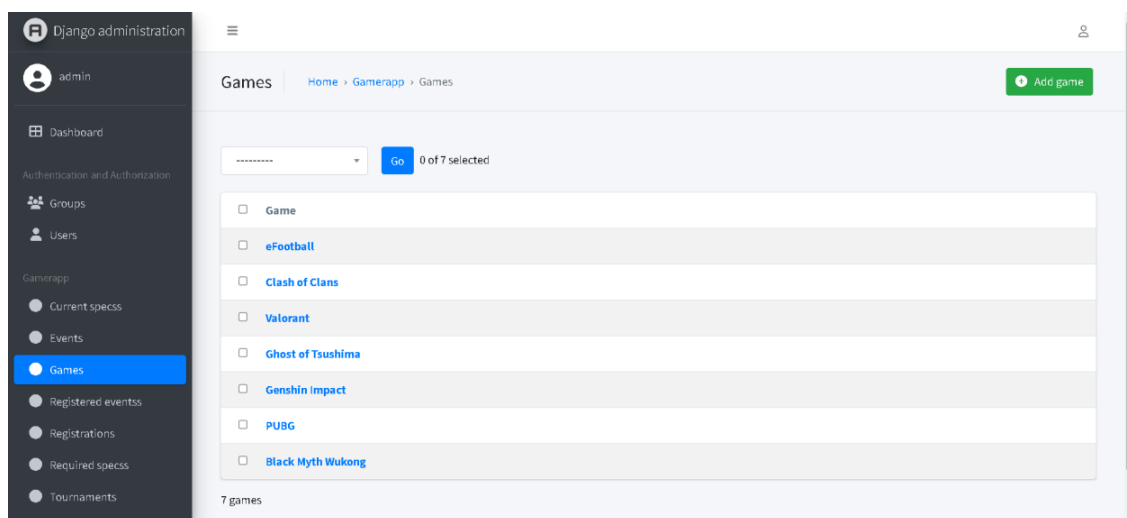 Django administration
admin
Dashboard
Authentication and Authorization
Groups
Users
Gamerapp
Current specss
Events
Games
Registered eventss
Registrations
Required specss
Tournaments
Games
Home › Gamerapp › Games
Add game
---------
Go
0 of 7 selected
Game
eFootball
Clash of Clans
Valorant
Ghost of Tsushima
Genshin Impact
PUBG
Black Myth Wukong
7 games